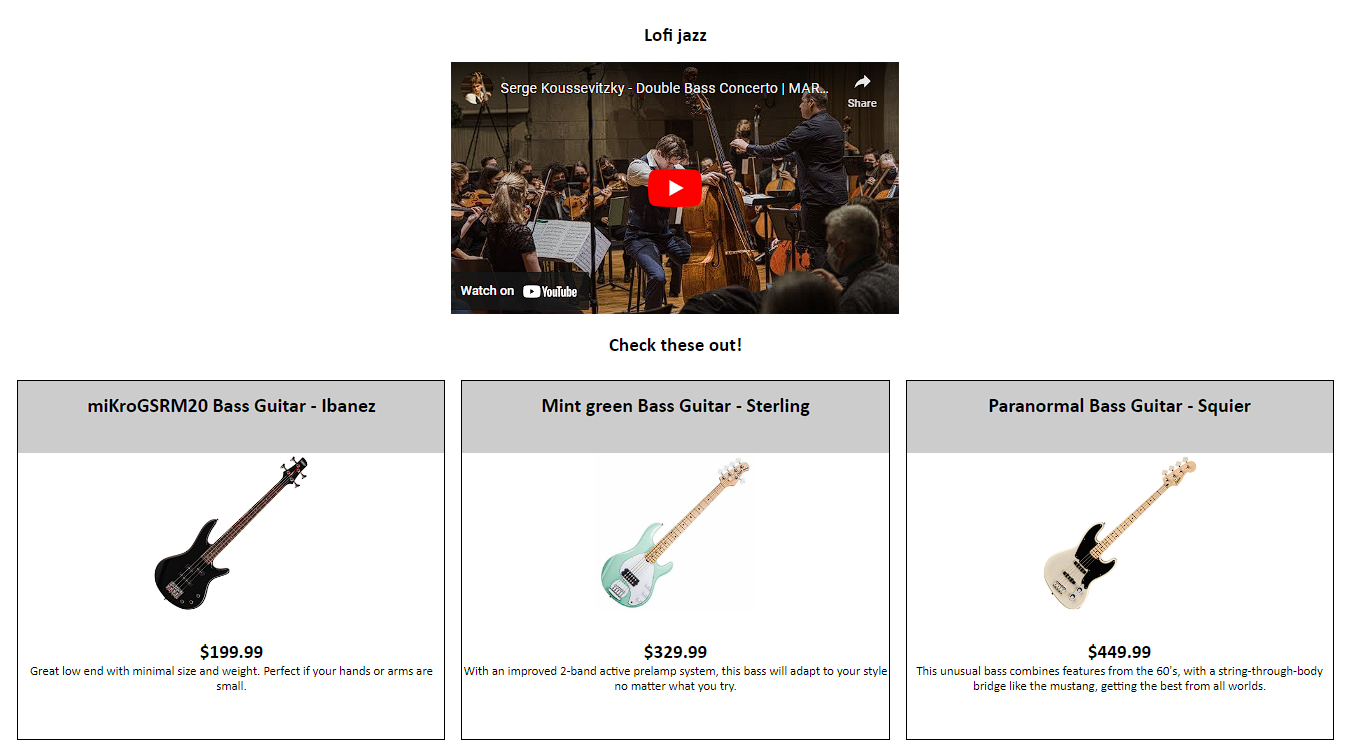 Lofi jazz
Serge Koussevitzky - Double Bass Concerto | MAR...
Share
Watch on YouTube
Check these out!
miKroGSRM20 Bass Guitar - Ibanez
$199.99
Great low end with minimal size and weight. Perfect if your hands or arms are
small.
Mint green Bass Guitar - Sterling
$329.99
With an improved 2-band active prelamp system, this bass will adapt to your style
no matter what you try.
Paranormal Bass Guitar - Squier
$449.99
This unusual bass combines features from the 60's, with a string-through-body
bridge like the mustang, getting the best from all worlds.